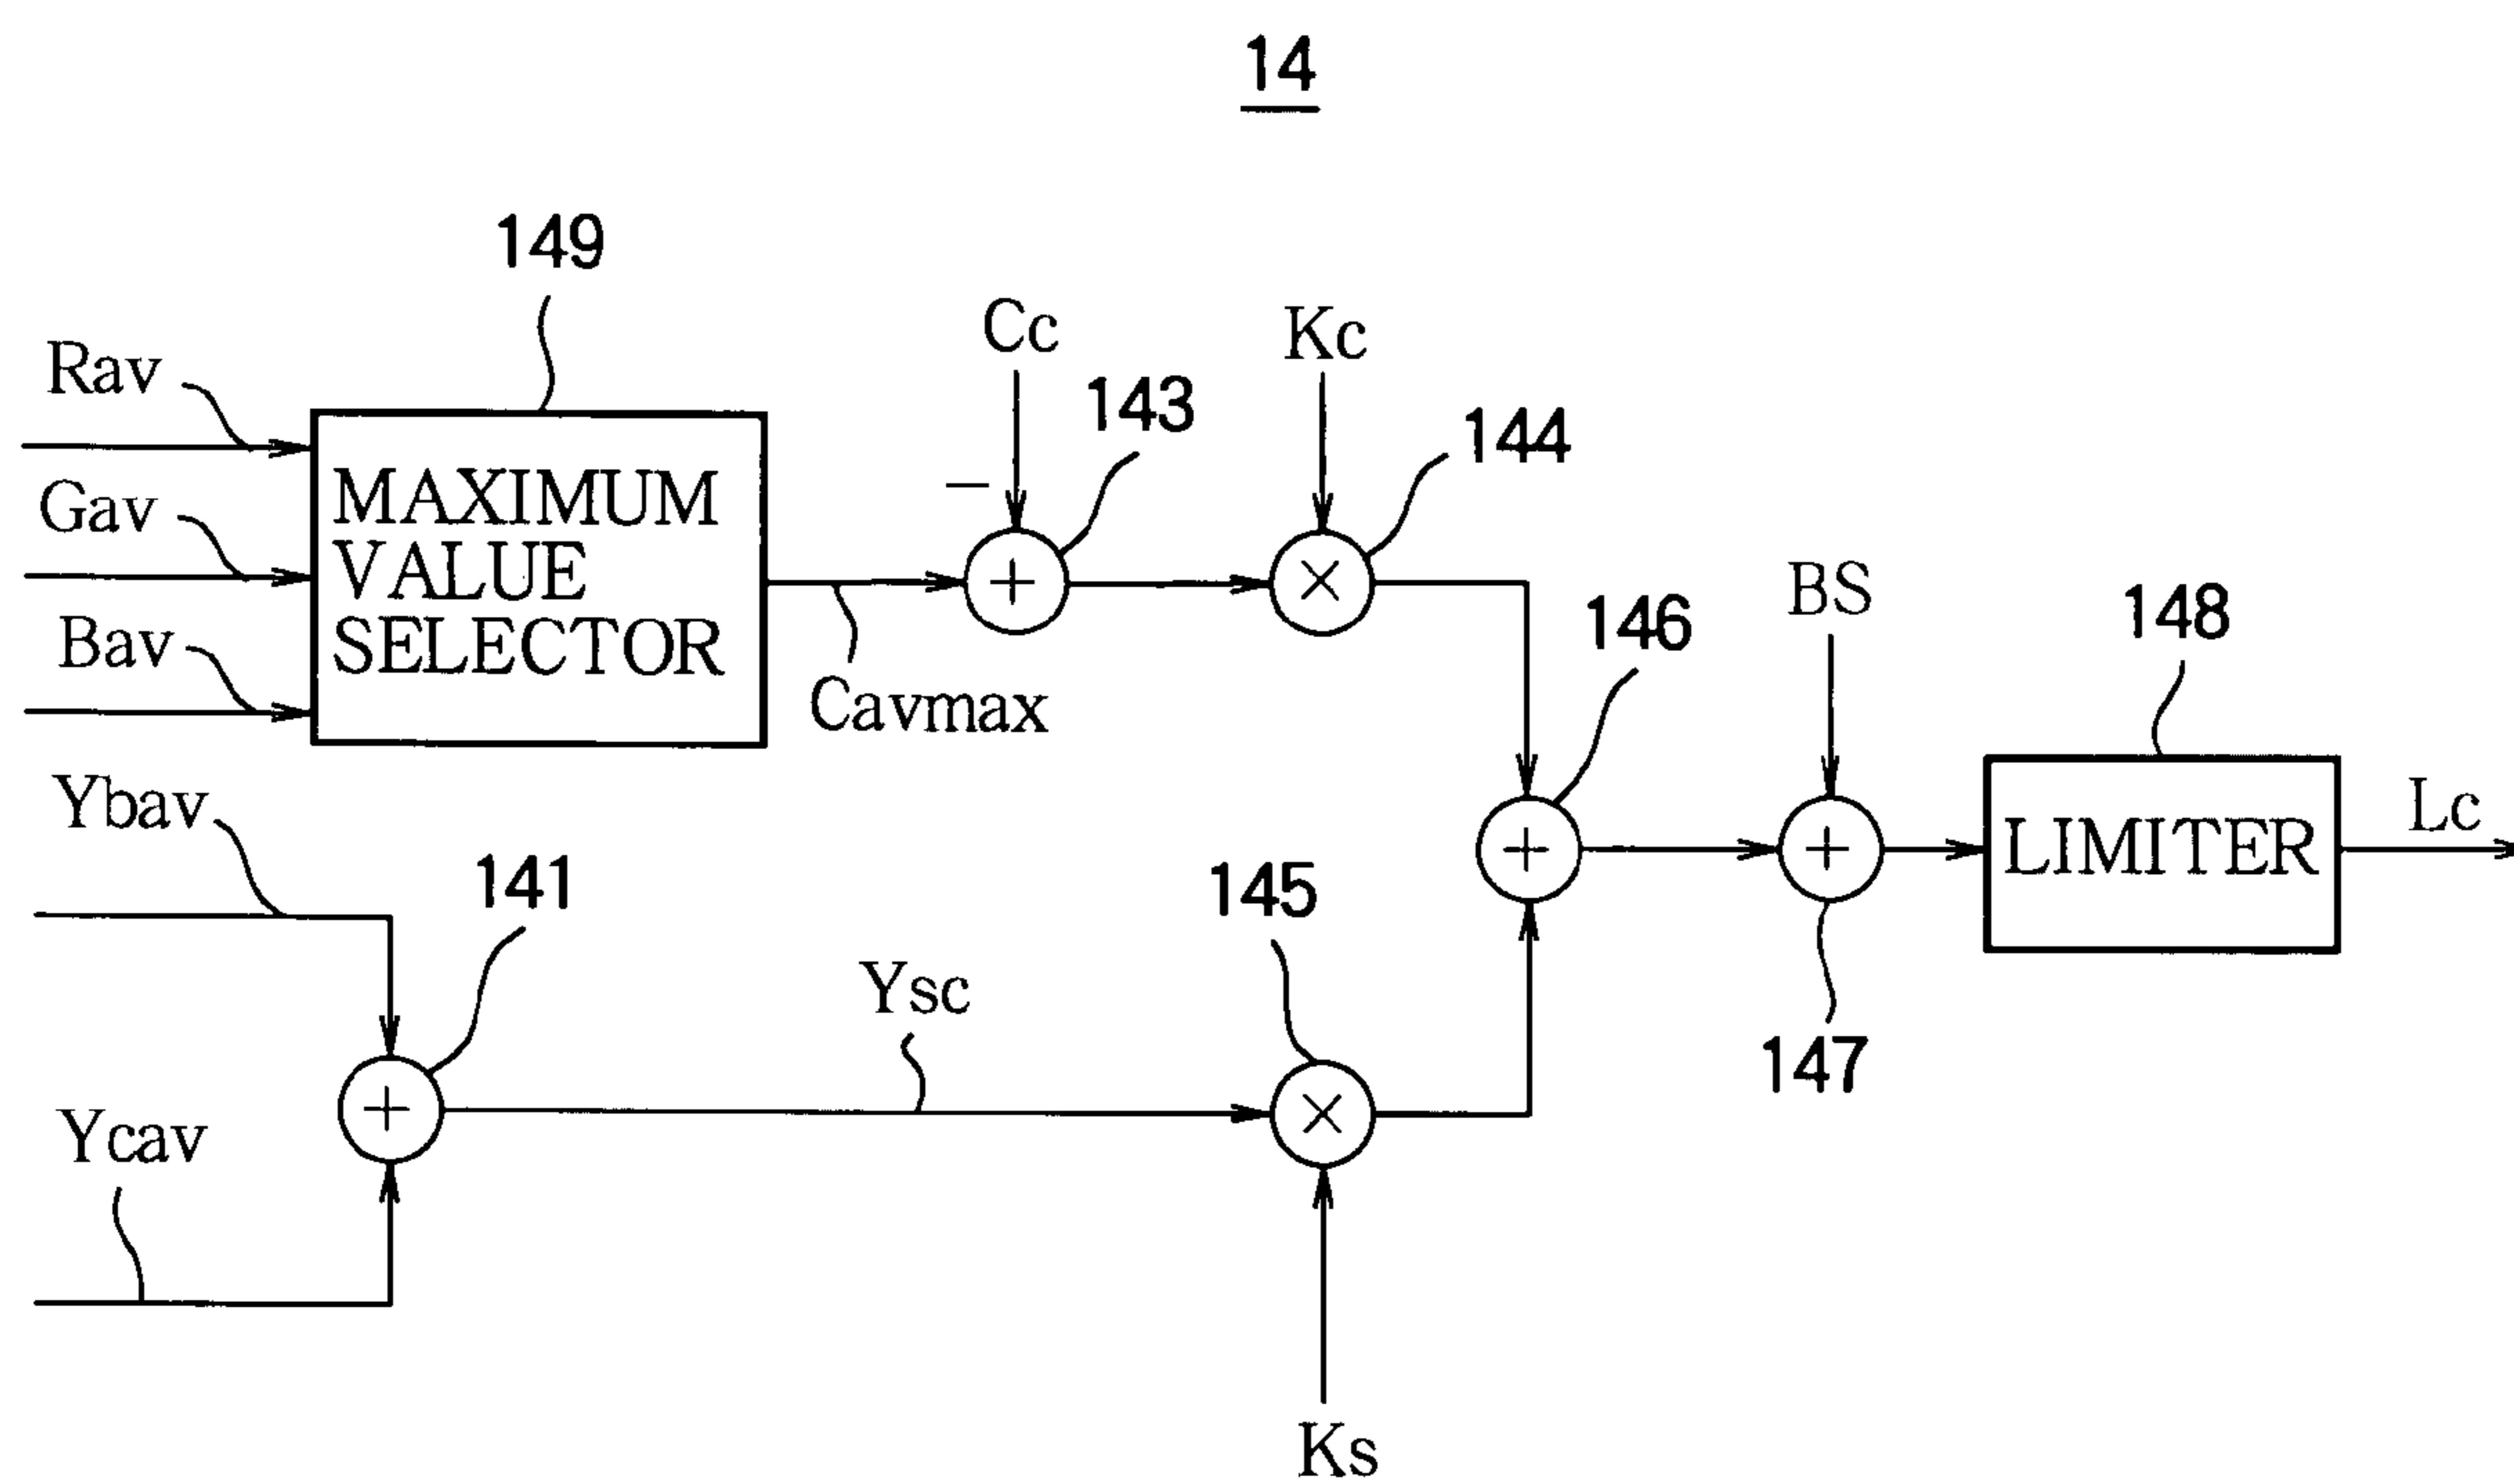 14
149
Cc
Kc
Rav
143
144
Gav
MAXIMUM
VALUE
SELECTOR
−
+
×
Bav
Cavmax
146
BS
148
Ybav
141
145
+
+
LIMITER
Lc
Ysc
147
Ycav
+
×
Ks